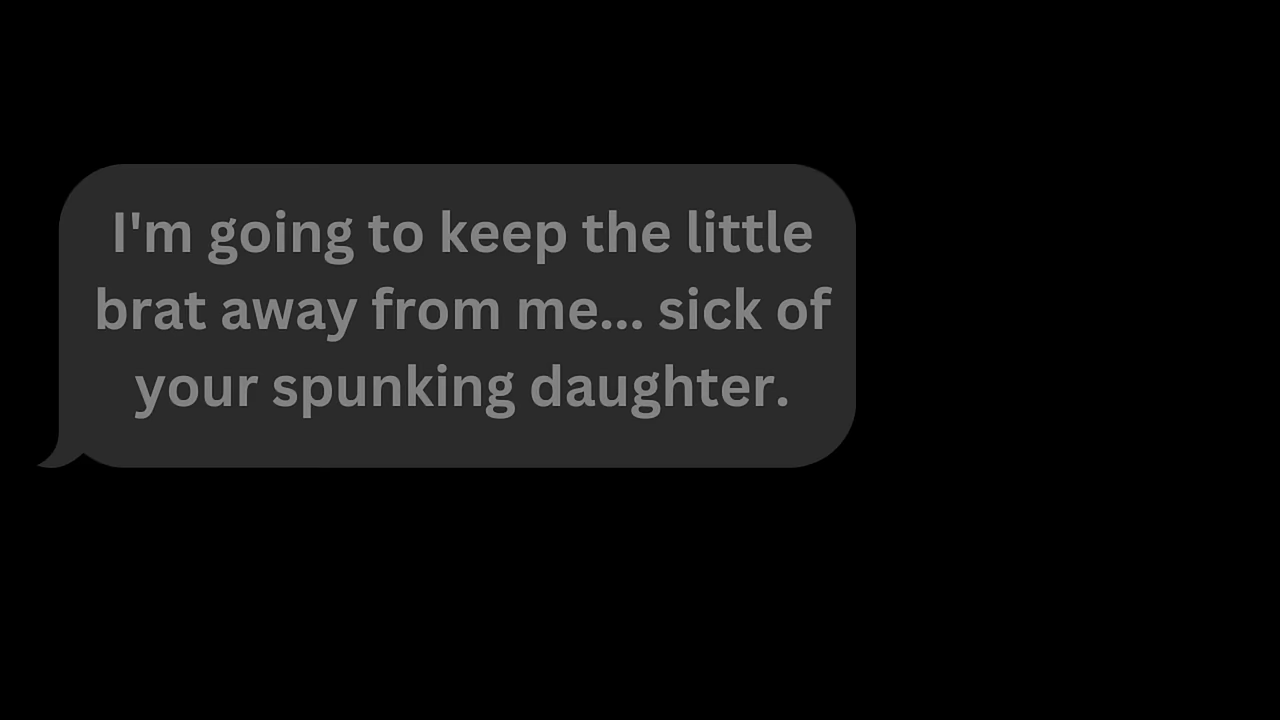 I'm going to keep the little
brat away from me... sick of
your spunking daughter.